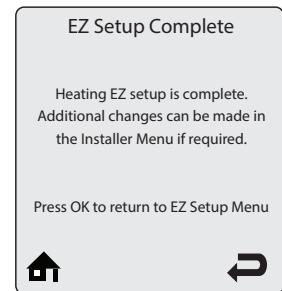 EZ Setup Complete
Heating EZ setup is complete.
Additional changes can be made in
the Installer Menu if required.
Press OK to return to EZ Setup Menu